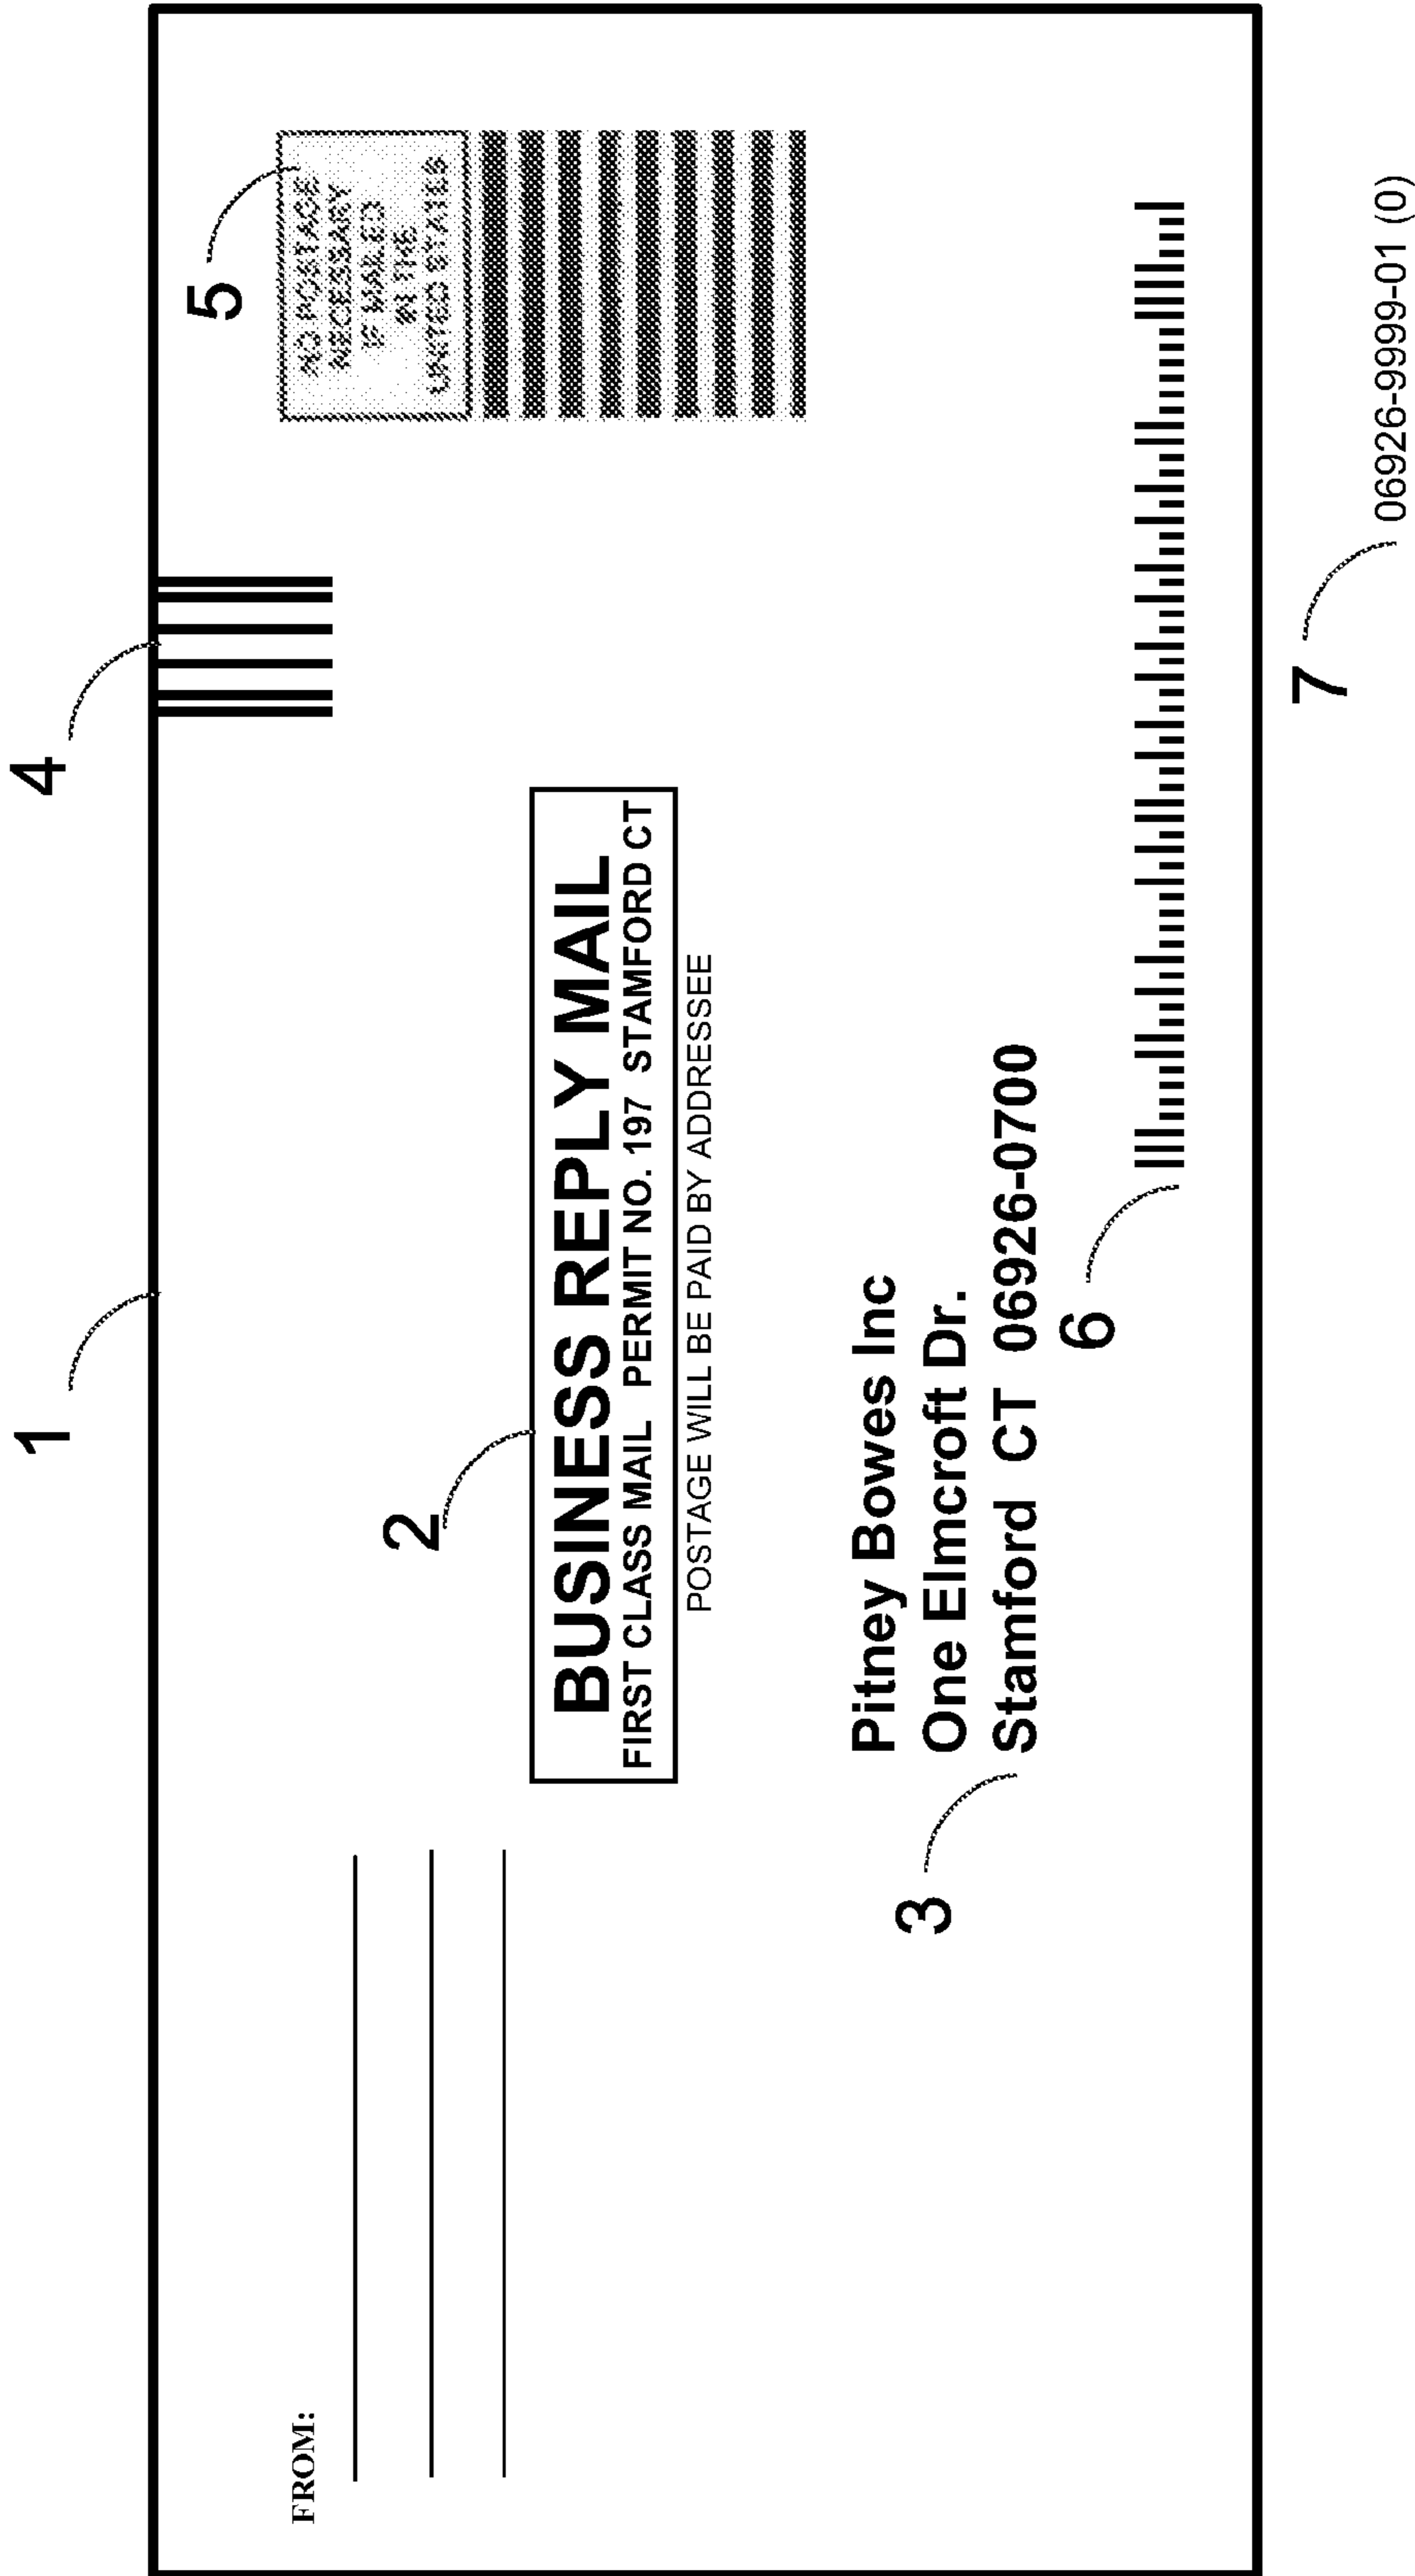 1
4
5
FROM:
NO POSTAGE
NECESSARY
IF MAILED
IN THE
UNITED STATES
2
BUSINESS REPLY MAIL
FIRST CLASS MAIL PERMIT NO. 197 STAMFORD CT
POSTAGE WILL BE PAID BY ADDRESSEE
3
Pitney Bowes Inc
One Elmcroft Dr.
Stamford CT 06926-0700
6
7
06926-9999-01 (0)